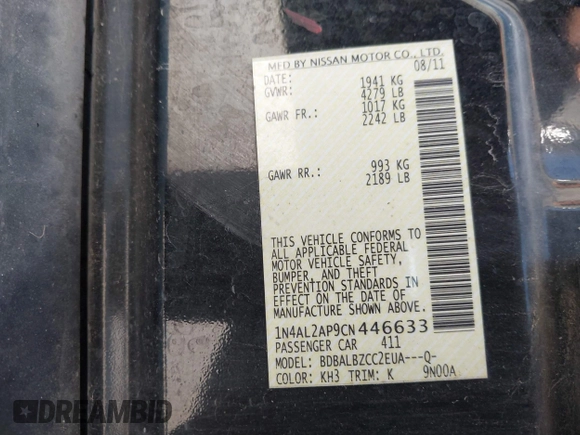 MFD BY NISSAN MOTOR CO., LTD.
DATE: 08/11
GVWR: 1941 KG
4279 LB
GAWR FR.: 1017 KG
2242 LB
GAWR RR.: 993 KG
2189 LB
THIS VEHICLE CONFORMS TO
ALL APPLICABLE FEDERAL
MOTOR VEHICLE SAFETY,
BUMPER, AND THEFT
PREVENTION STANDARDS IN
EFFECT ON THE DATE OF
MANUFACTURE SHOWN ABOVE.
1N4AL2AP9CN446633
PASSENGER CAR 411
MODEL: BDBALBZCC2EUA---Q-
COLOR: KH3 TRIM: K 9N00A
DIRECT.CARS